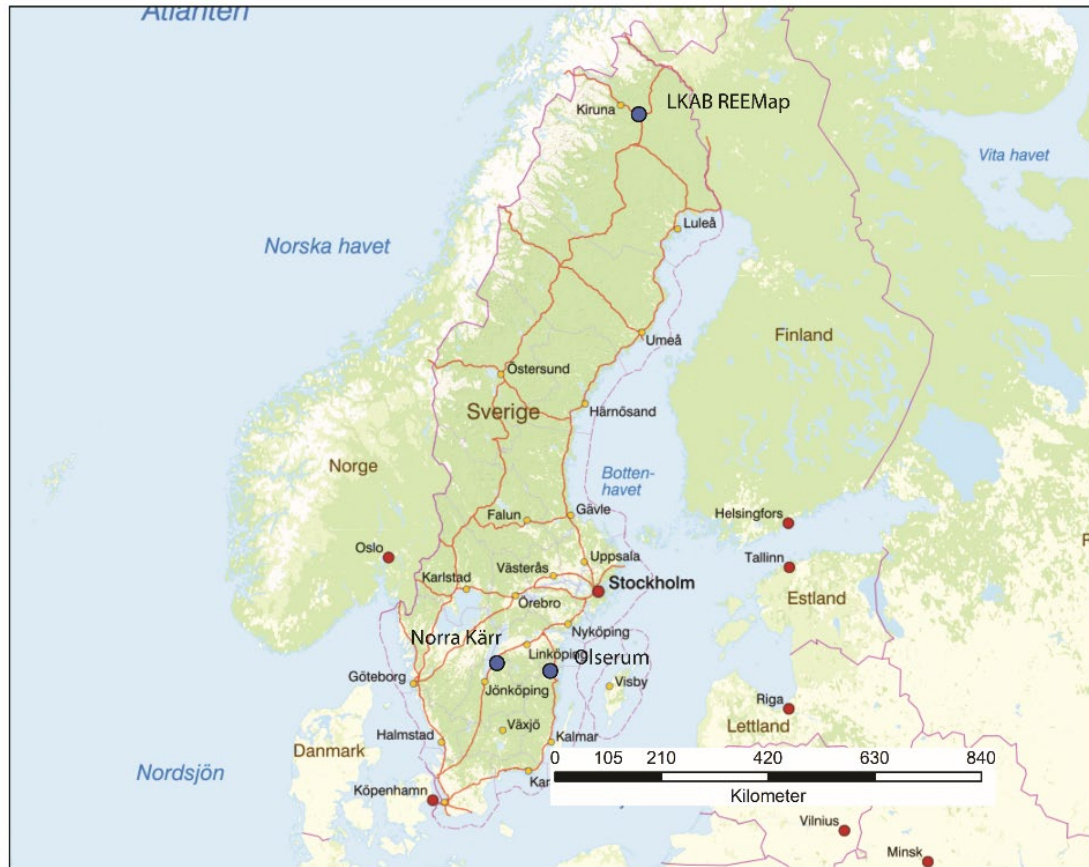 Atlanten
LKAB REEMap
Kiruna
Vita havet
Luleå
Norska havet
Umeå
Finland
Östersund
Sverige
Härnösand
Norge
Botten-
havet
Falun
Gävle
Helsingfors
Oslo
Uppsala
Tallinn
Västerås
Karlstad
Stockholm
Estland
Örebro
Nyköping
Norra Kärr
Linköping
Olserum
Göteborg
Jönköping
Visby
Riga
Växjö
Lettland
Halmstad
Kalmar
Danmark
0 105 210 420 630 840
Kar
Nordsjön
Kilometer
Köpenhamn
Vilnius
Minsk